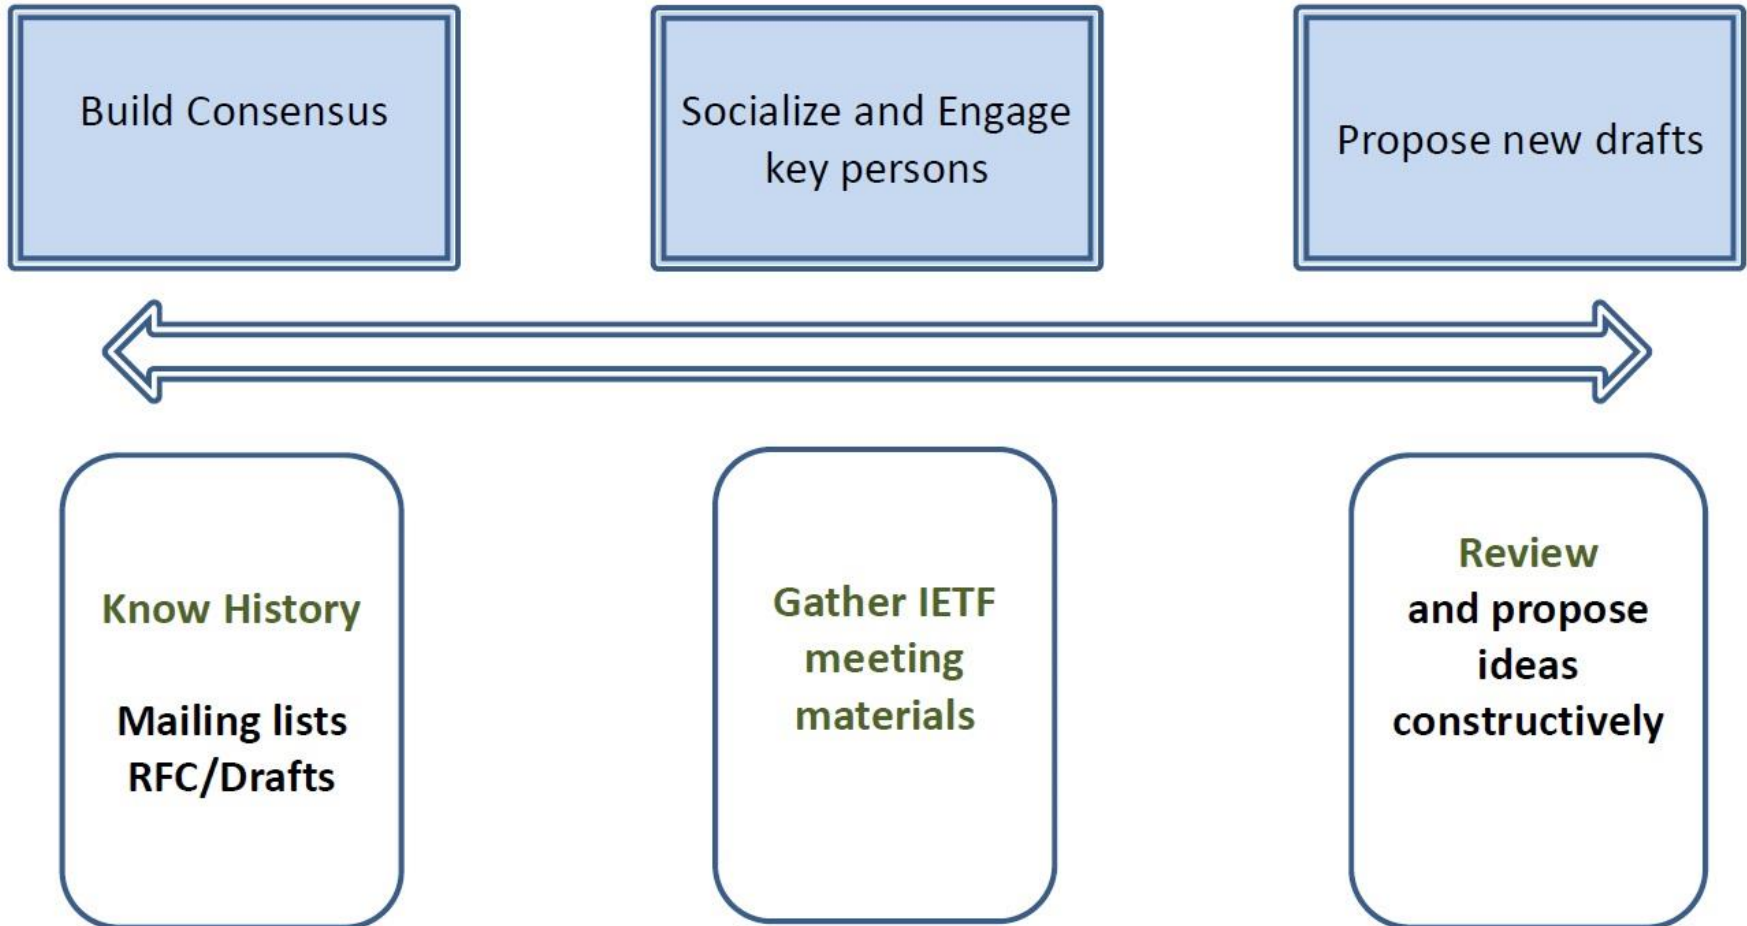 Build Consensus
Socialize and Engage
key persons
Propose new drafts
Know History
Mailing lists
RFC/Drafts
Gather IETF
meeting
materials
Review
and propose
ideas
constructively